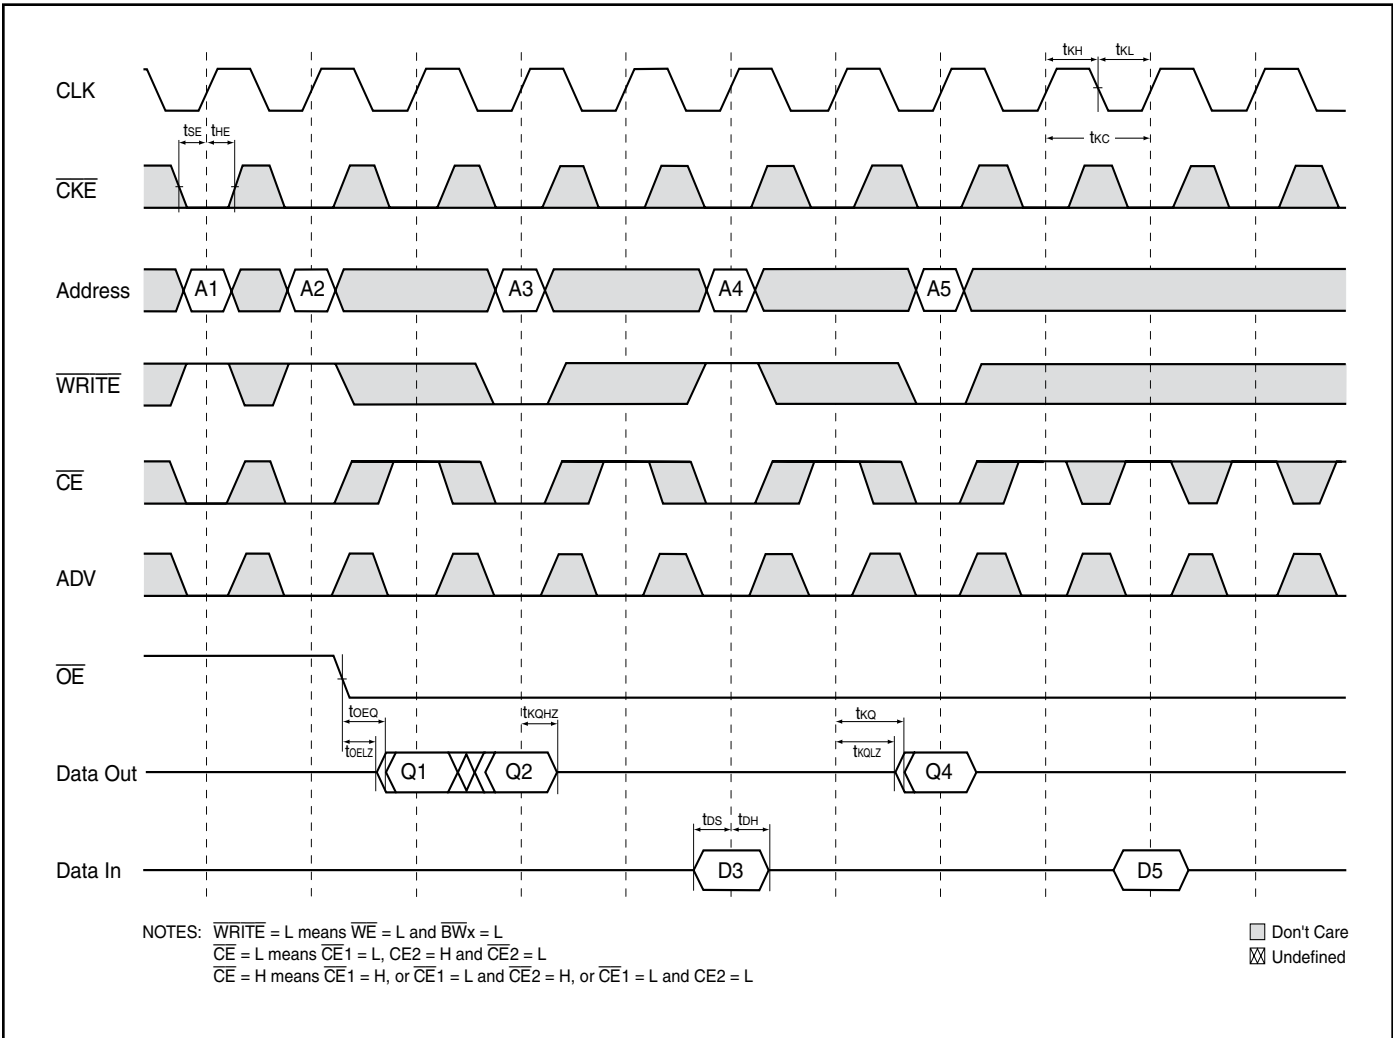 tKH tKL
CLK
tSE tHE
tKC
CKE
Address A1 A2 A3 A4 A5
WRITE
CE
ADV
OE
tOEQ tKQHZ tKQ
tOELZ tKQLZ
Data Out Q1 Q2 Q4
tDS tDH
Data In D3 D5
NOTES: WRITE = L means WE = L and BWx = L
CE = L means CE1 = L, CE2 = H and CE2 = L
CE = H means CE1 = H, or CE1 = L and CE2 = H, or CE1 = L and CE2 = L
Don't Care
Undefined